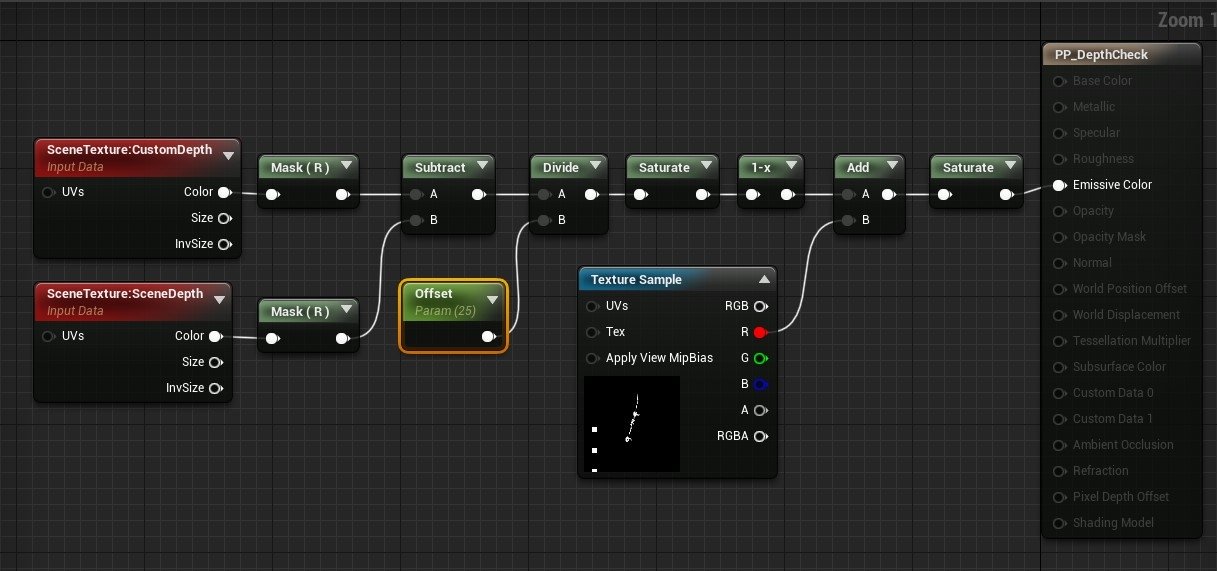 Zoom 1
PP_DepthCheck
Base Color
Metallic
Specular
Roughness
Emissive Color
Opacity
Opacity Mask
Normal
World Position Offset
World Displacement
Tessellation Multiplier
Subsurface Color
Custom Data 0
Custom Data 1
Ambient Occlusion
Refraction
Pixel Depth Offset
Shading Model
SceneTexture:CustomDepth
Input Data
UVs Color
Size
InvSize
Mask ( R )
Subtract
A
B
Divide
A
B
Saturate
1-x
Add
A
B
Saturate
SceneTexture:SceneDepth
Input Data
UVs Color
Size
InvSize
Mask ( R )
Offset
Param (25)
Texture Sample
UVs RGB
Tex R
Apply View MipBias G
B
A
RGBA